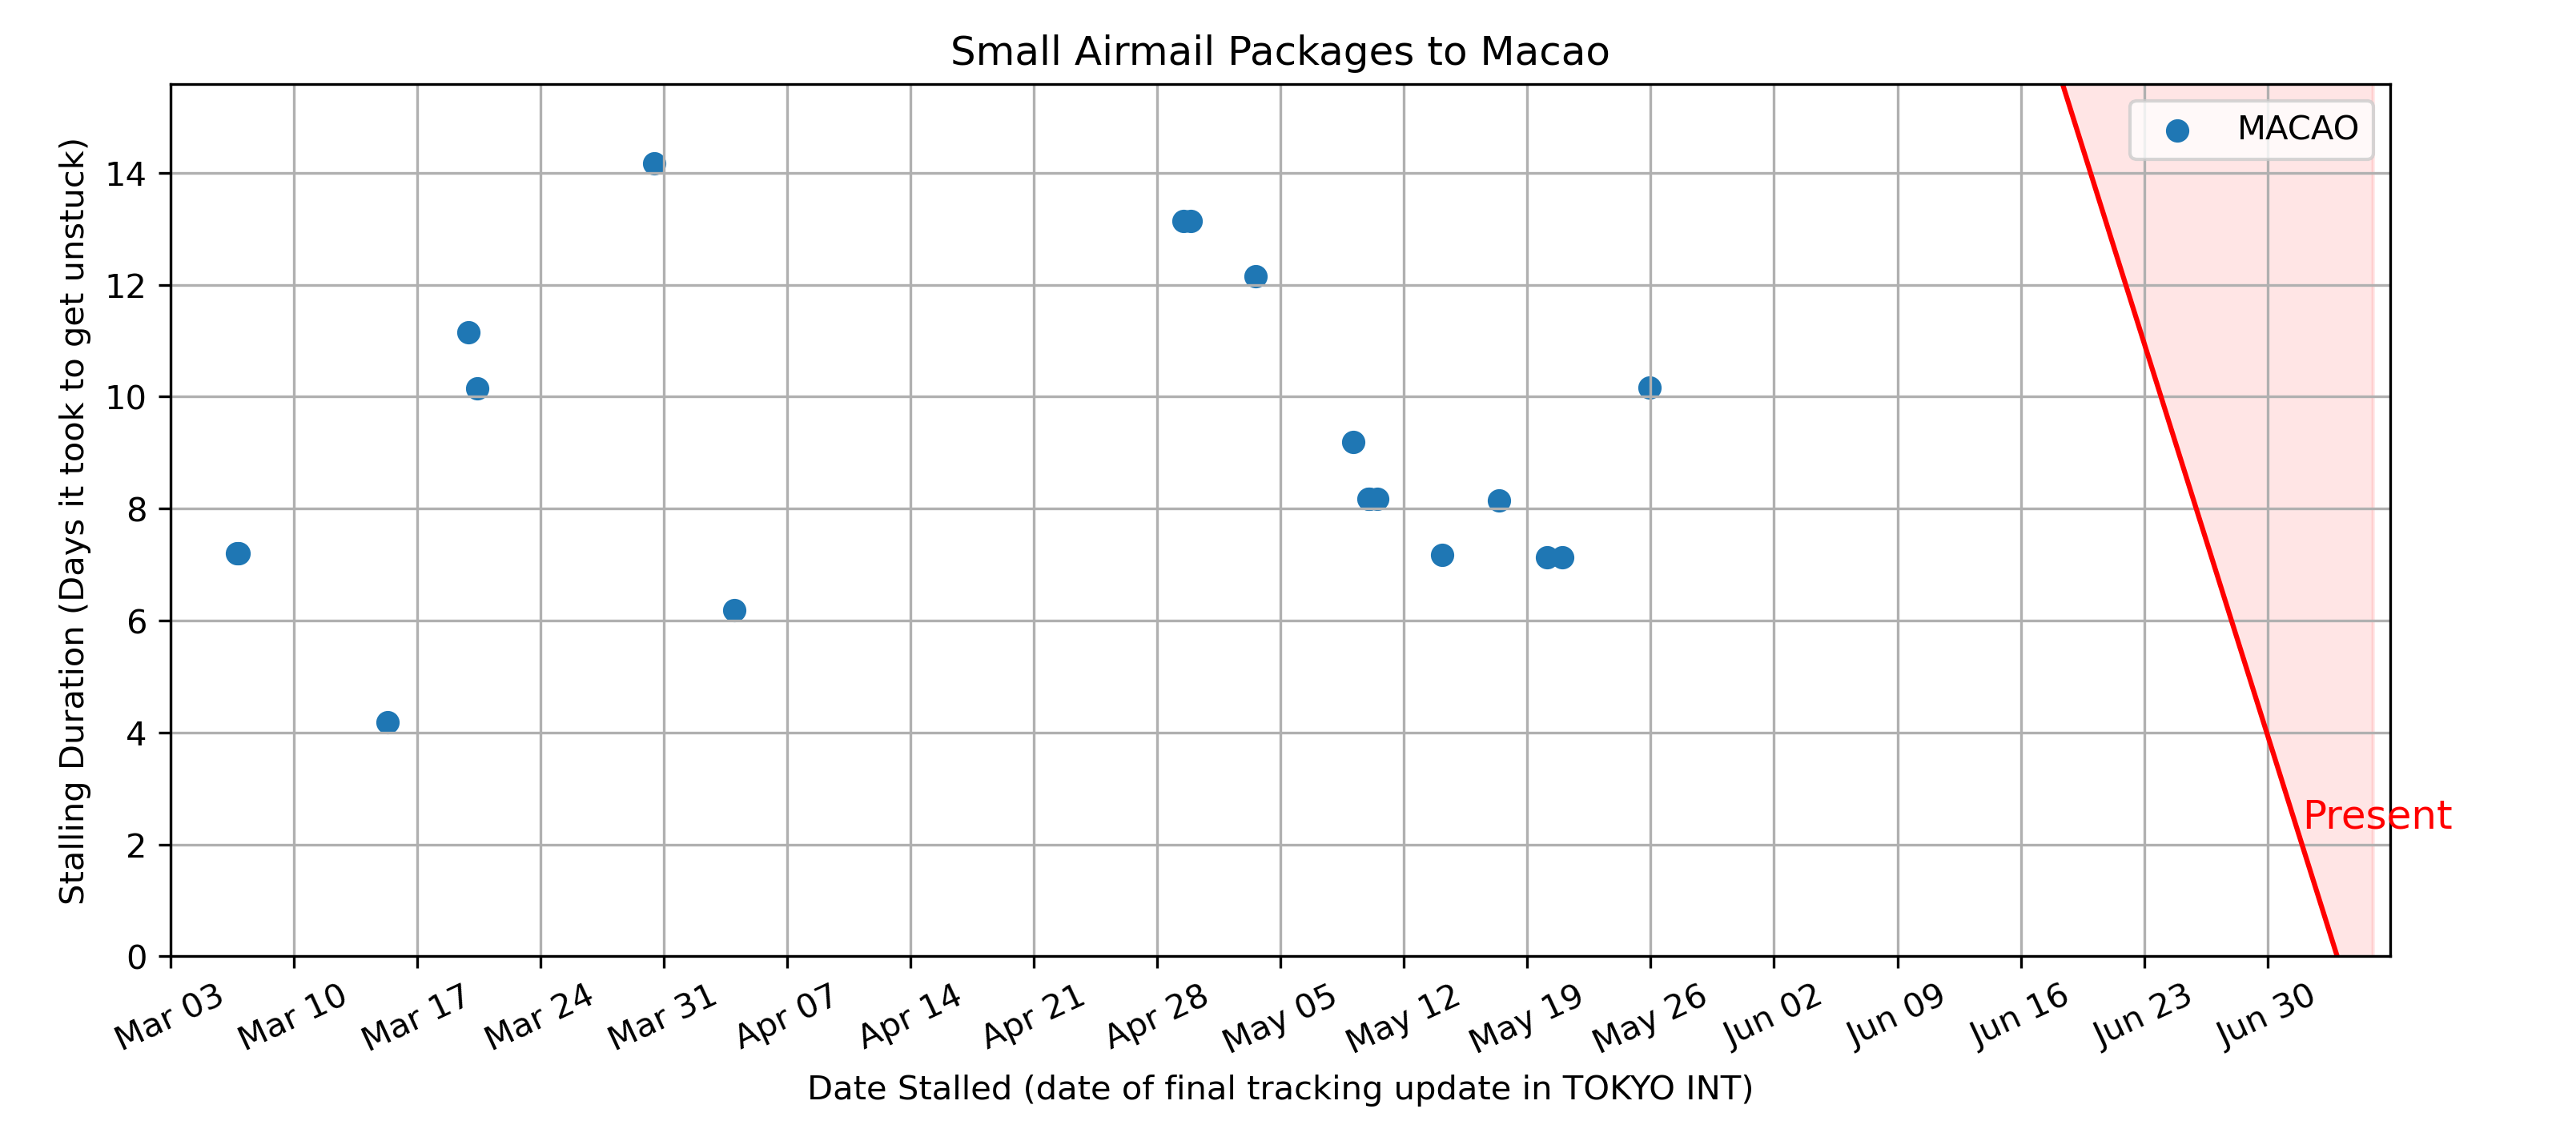 Small Airmail Packages to Macao
MACAO
Stalling Duration (Days it took to get unstuck)
14
12
10
8
6
4
2
0
Present
Mar 03
Mar 10
Mar 17
Mar 24
Mar 31
Apr 07
Apr 14
Apr 21
Apr 28
May 05
May 12
May 19
May 26
Jun 02
Jun 09
Jun 16
Jun 23
Jun 30
Date Stalled (date of final tracking update in TOKYO INT)